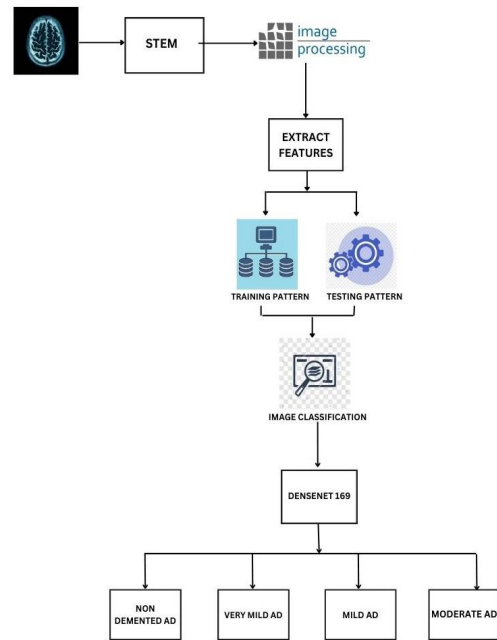 STEM
image
processing
EXTRACT
FEATURES
TRAINING PATTERN
TESTING PATTERN
IMAGE CLASSIFICATION
DENSENET 169
NON
DEMENTED AD
VERY MILD AD
MILD AD
MODERATE AD